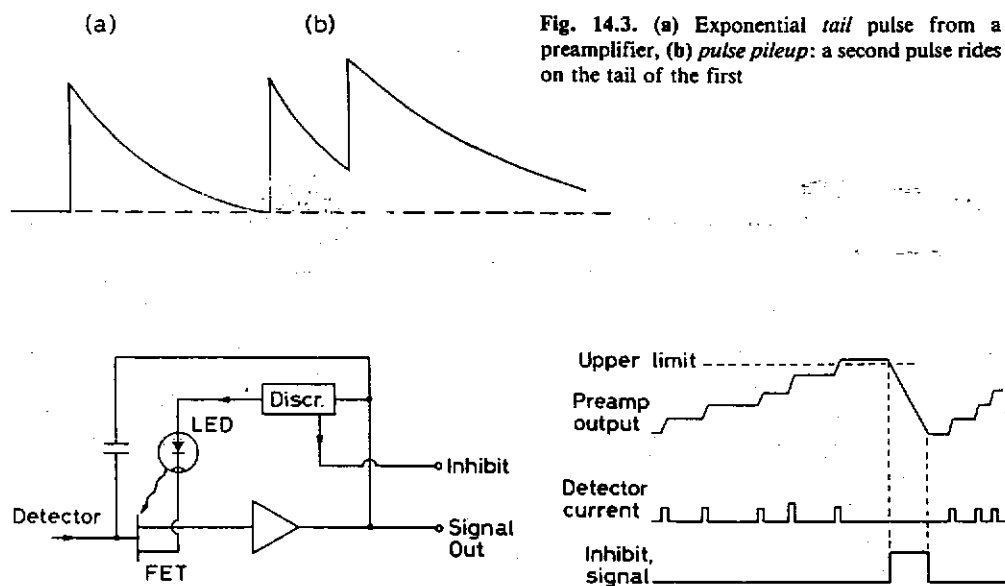 (a)
(b)
Fig. 14.3. (a) Exponential tail pulse from a
preamplifier, (b) pulse pileup: a second pulse rides
on the tail of the first
Discr.
LED
Inhibit
Detector
Signal
Out
FET
Upper limit
Preamp
output
Detector
current
Inhibit,
signal